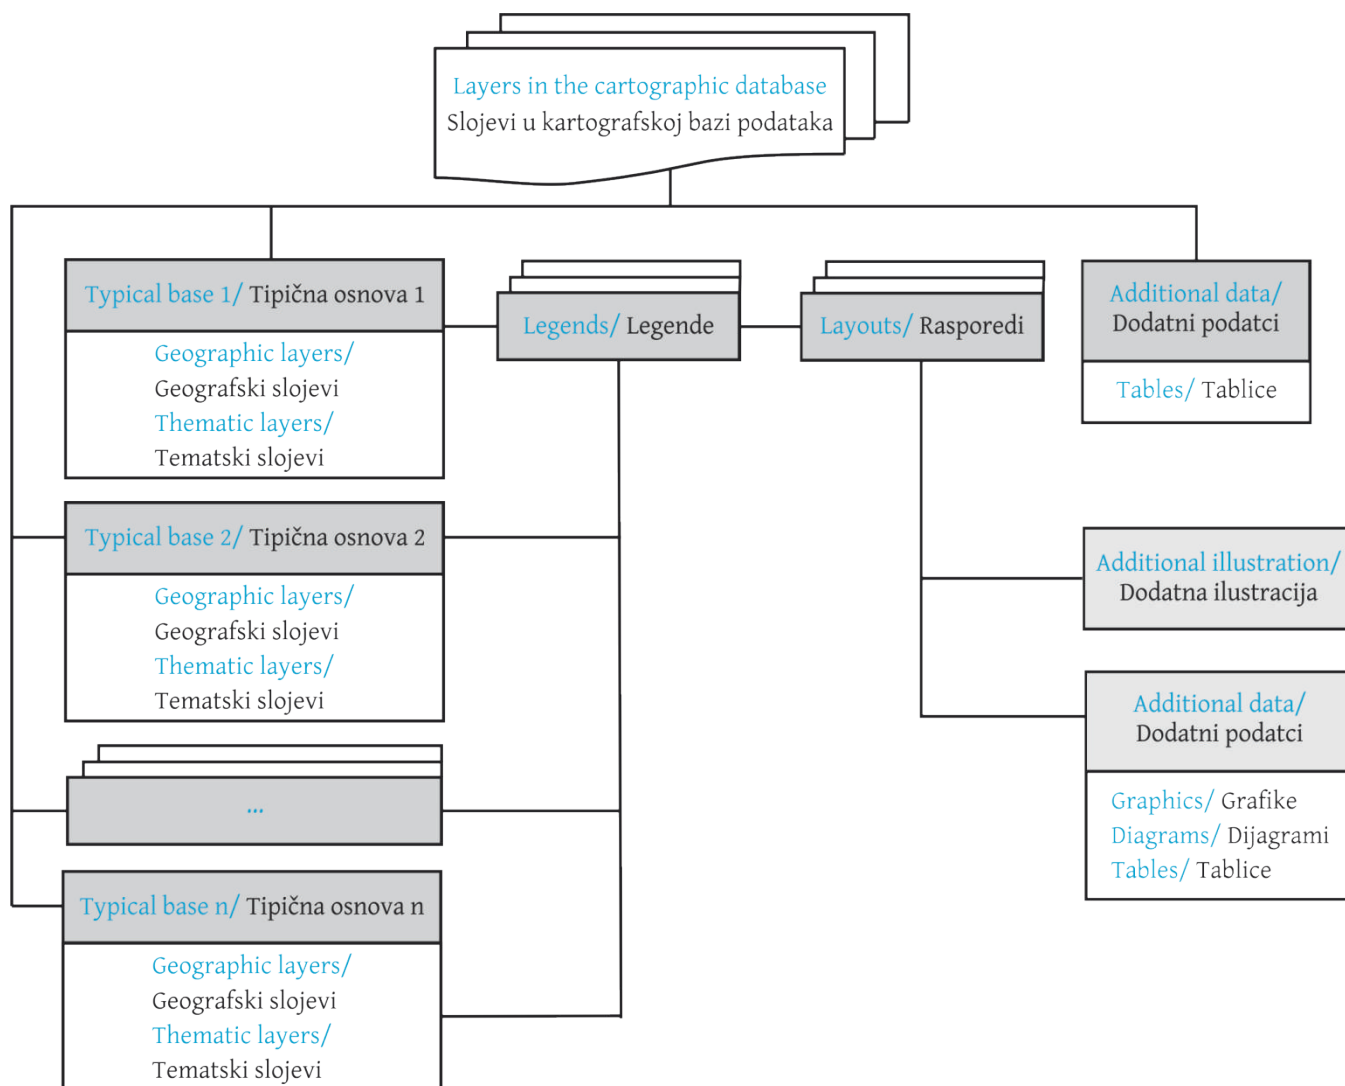 Layers in the cartographic database
Slojevi u kartografskoj bazi podataka
Typical base 1/ Tipična osnova 1
Geographic layers/
Geografski slojevi
Thematic layers/
Tematski slojevi
Legends/ Legende
Layouts/ Rasporedi
Additional data/
Dodatni podatci
Tables/ Tablice
Typical base 2/ Tipična osnova 2
Geographic layers/
Geografski slojevi
Thematic layers/
Tematski slojevi
Additional illustration/
Dodatna ilustracija
Additional data/
Dodatni podatci
Graphics/ Grafike
Diagrams/ Dijagrami
Tables/ Tablice
...
Typical base n/ Tipična osnova n
Geographic layers/
Geografski slojevi
Thematic layers/
Tematski slojevi